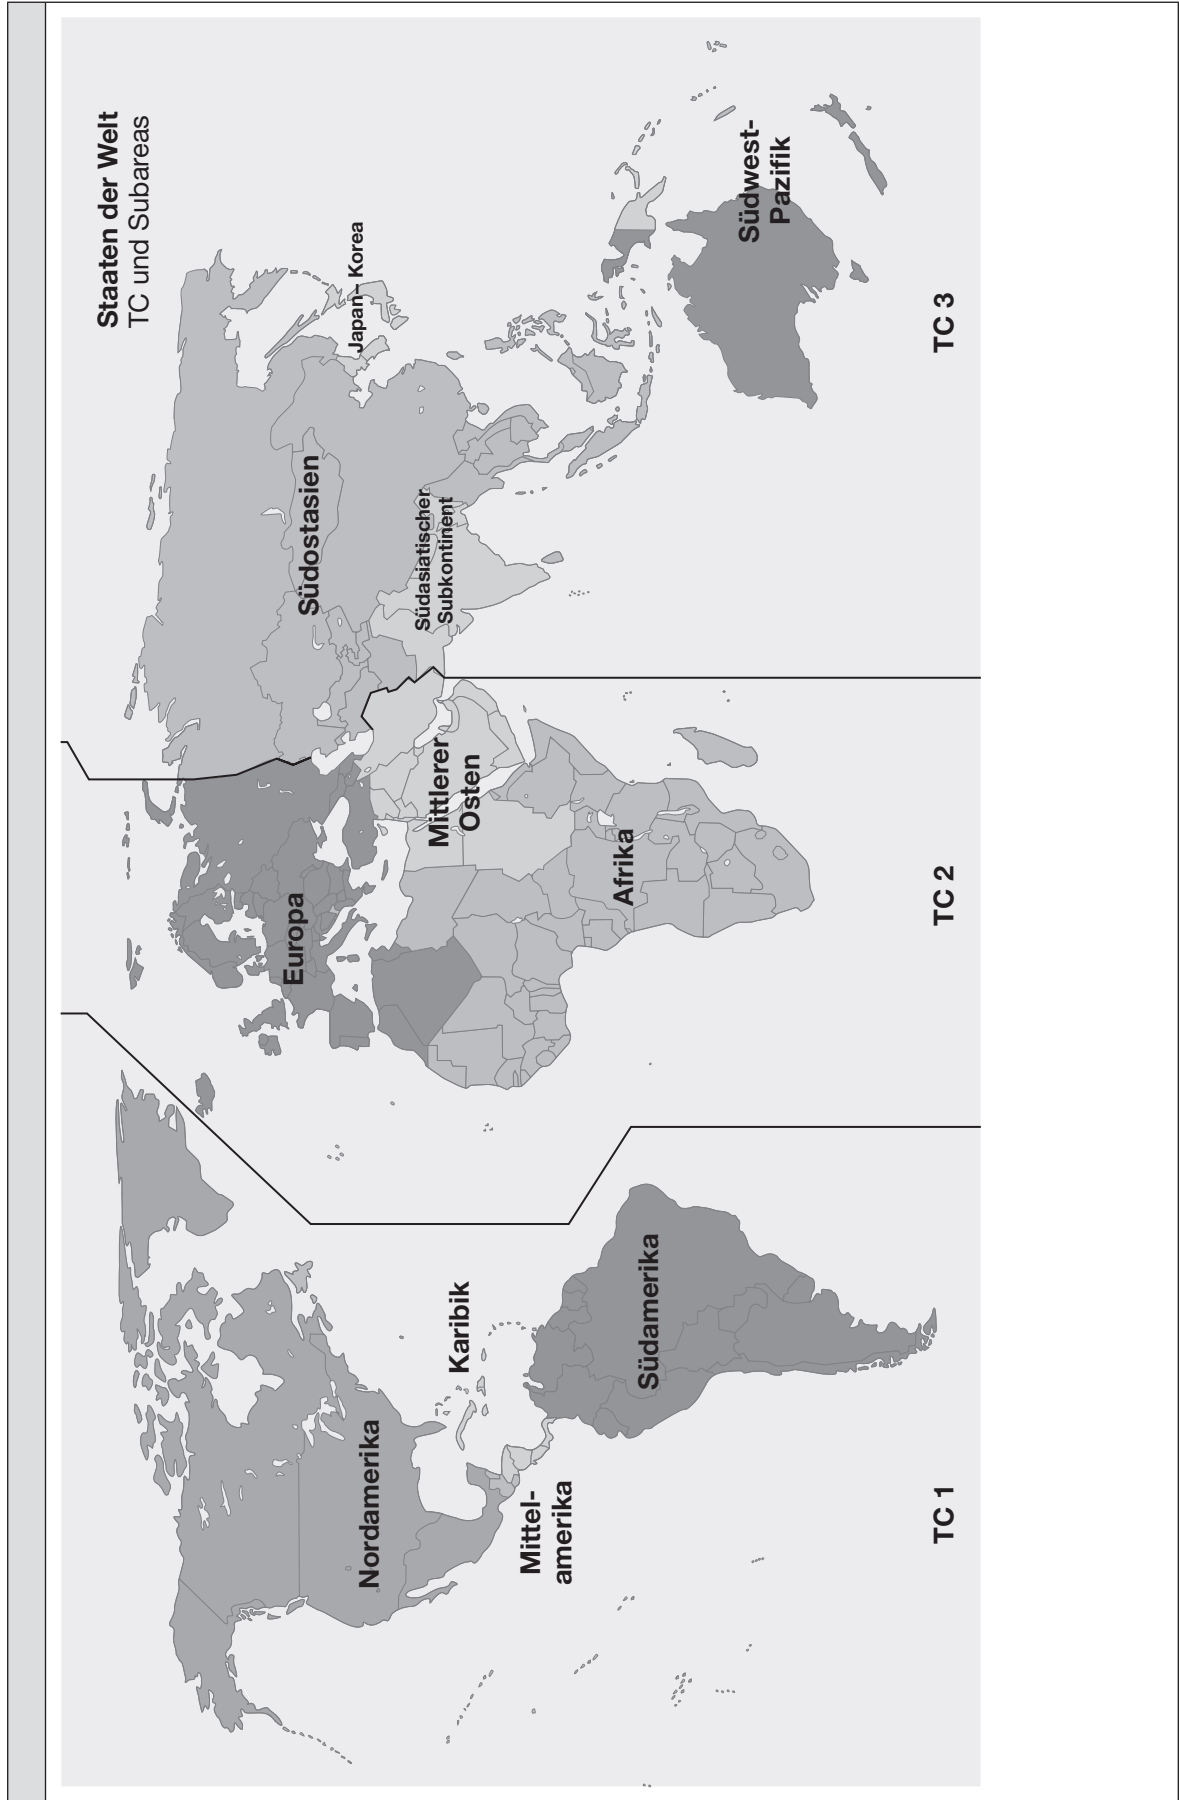 Staaten der Welt
TC und Subareas
Nordamerika
Karibik
Mittel-
amerika
Südamerika
Europa
Mittlerer
Osten
Afrika
Südostasien
Japan– Korea
Südasiatischer
Subkontinent
Südwest-
Pazifik
TC 1
TC 2
TC 3